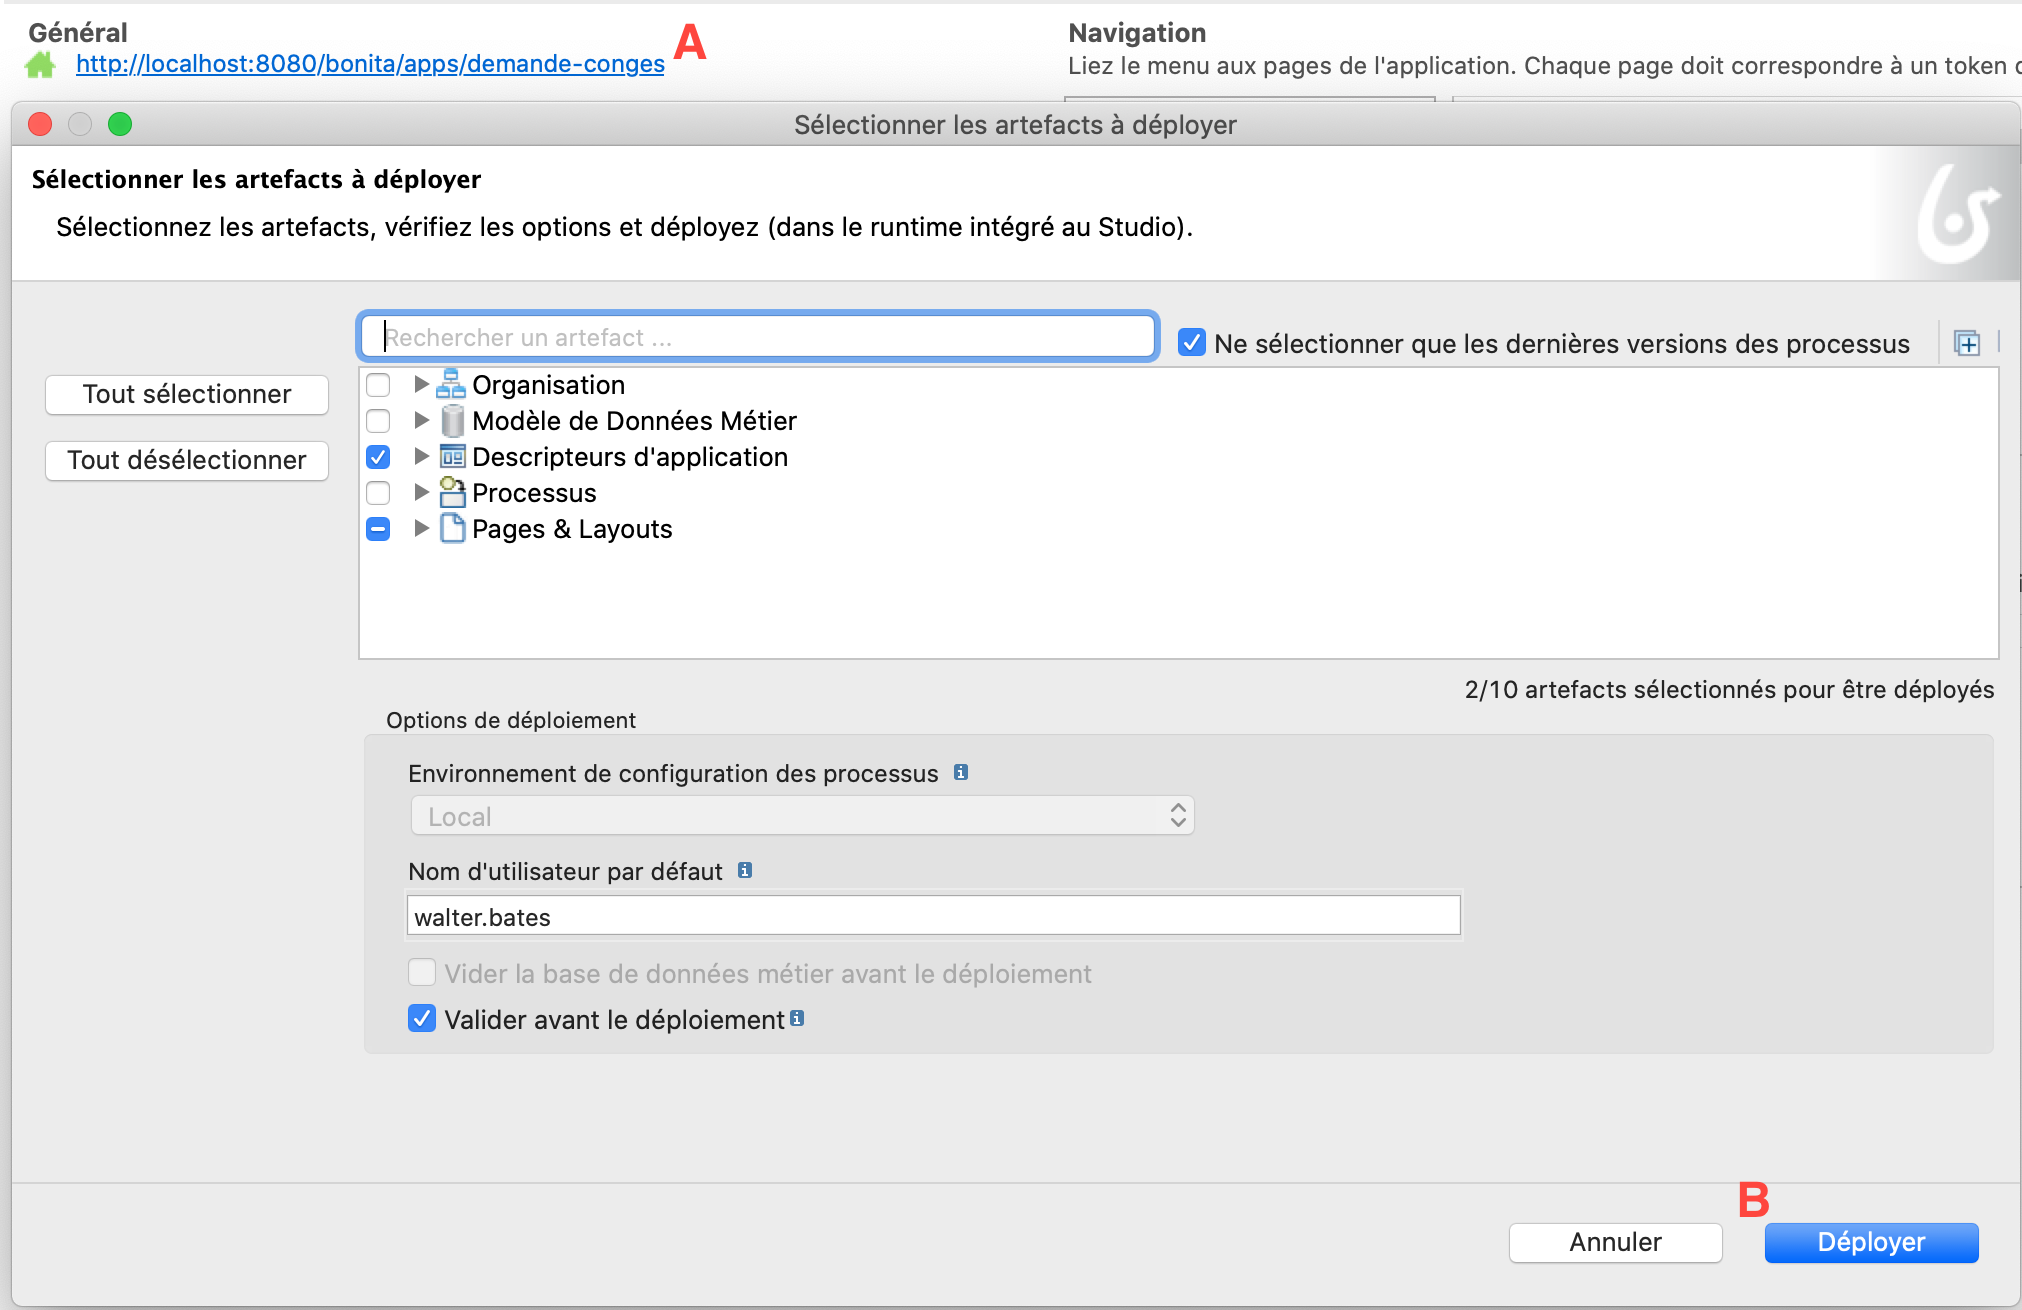 Général
http://localhost:8080/bonita/apps/demande-conges
A
Navigation
Liez le menu aux pages de l'application. Chaque page doit correspondre à un token
Sélectionner les artefacts à déployer
Sélectionner les artefacts à déployer
Sélectionnez les artefacts, vérifiez les options et déployez (dans le runtime intégré au Studio).
Rechercher un artefact ...
Ne sélectionner que les dernières versions des processus
Tout sélectionner
Tout désélectionner
Organisation
Modèle de Données Métier
Descripteurs d'application
Processus
Pages & Layouts
2/10 artefacts sélectionnés pour être déployés
Options de déploiement
Environnement de configuration des processus
Local
Nom d'utilisateur par défaut
walter.bates
Vider la base de données métier avant le déploiement
Valider avant le déploiement
B
Annuler
Déployer